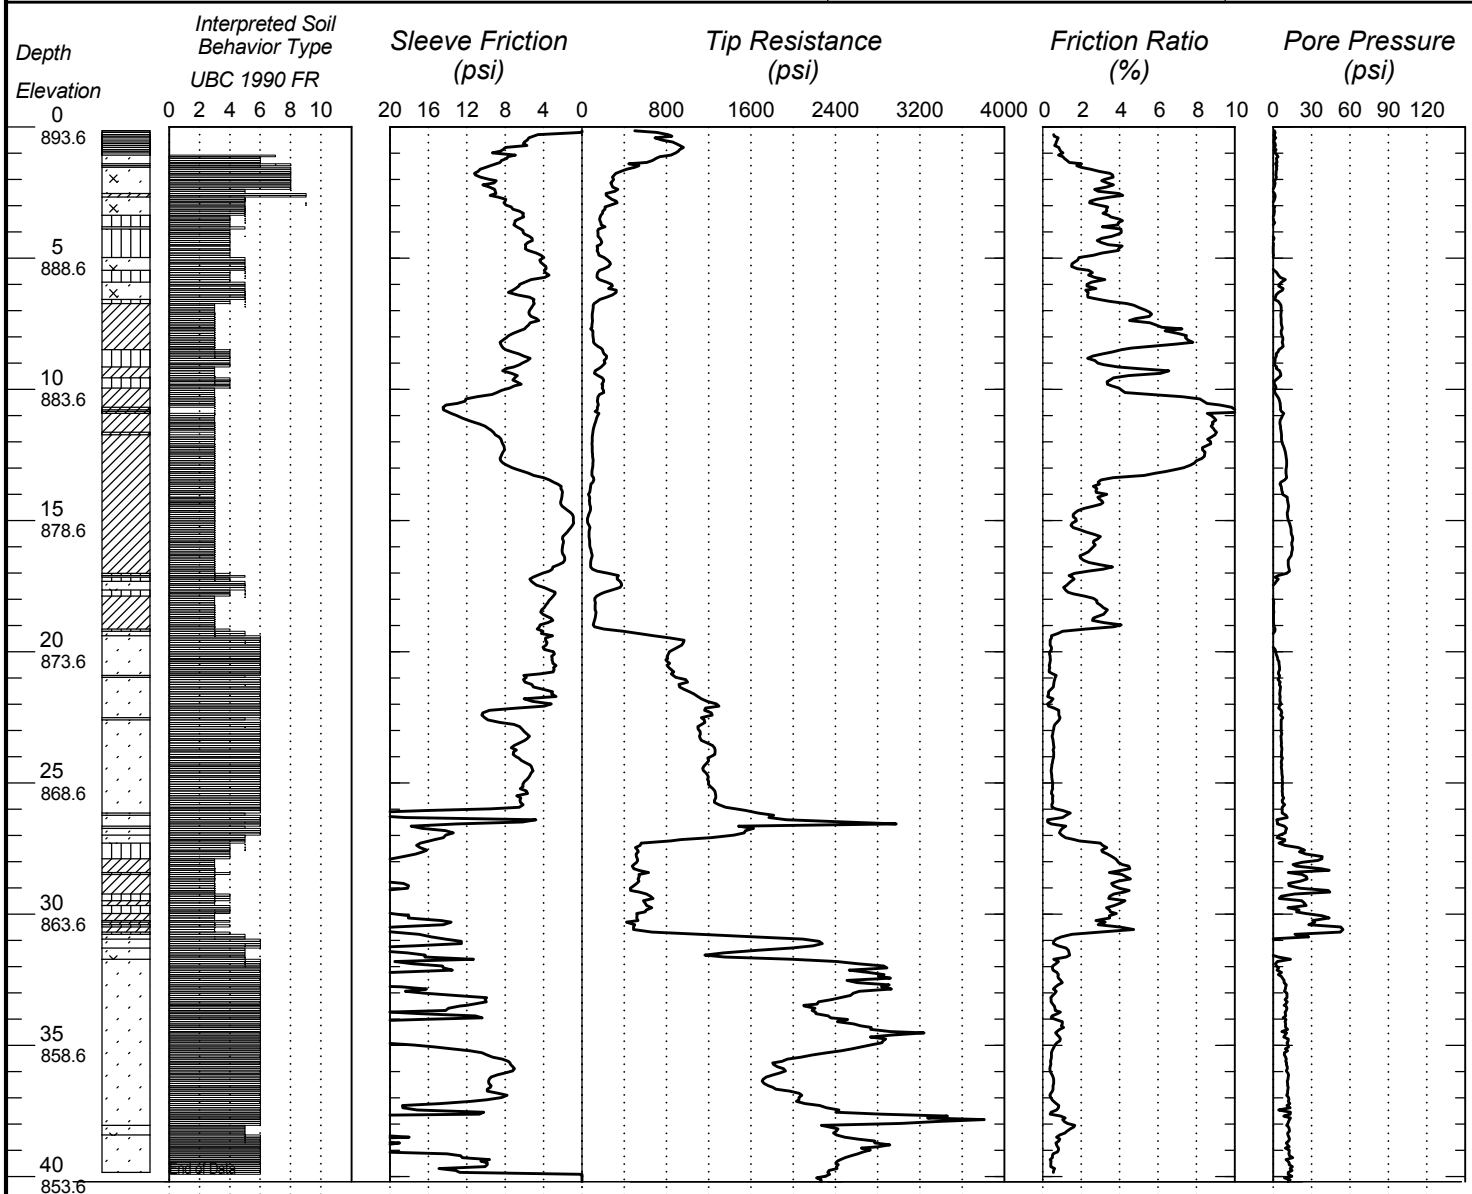 Interpreted Soil
Behavior Type
UBC 1990 FR
Depth
Elevation
Sleeve Friction
(psi)
Tip Resistance
(psi)
Friction Ratio
(%)
Pore Pressure
(psi)
0 2 4 6 8 10
20 16 12 8 4 0
800 1600 2400 3200 4000
0 2 4 6 8 10
0 30 60 90 120
0
893.6
5
888.6
10
883.6
15
878.6
20
873.6
25
868.6
30
863.6
35
858.6
40
853.6
End of Data